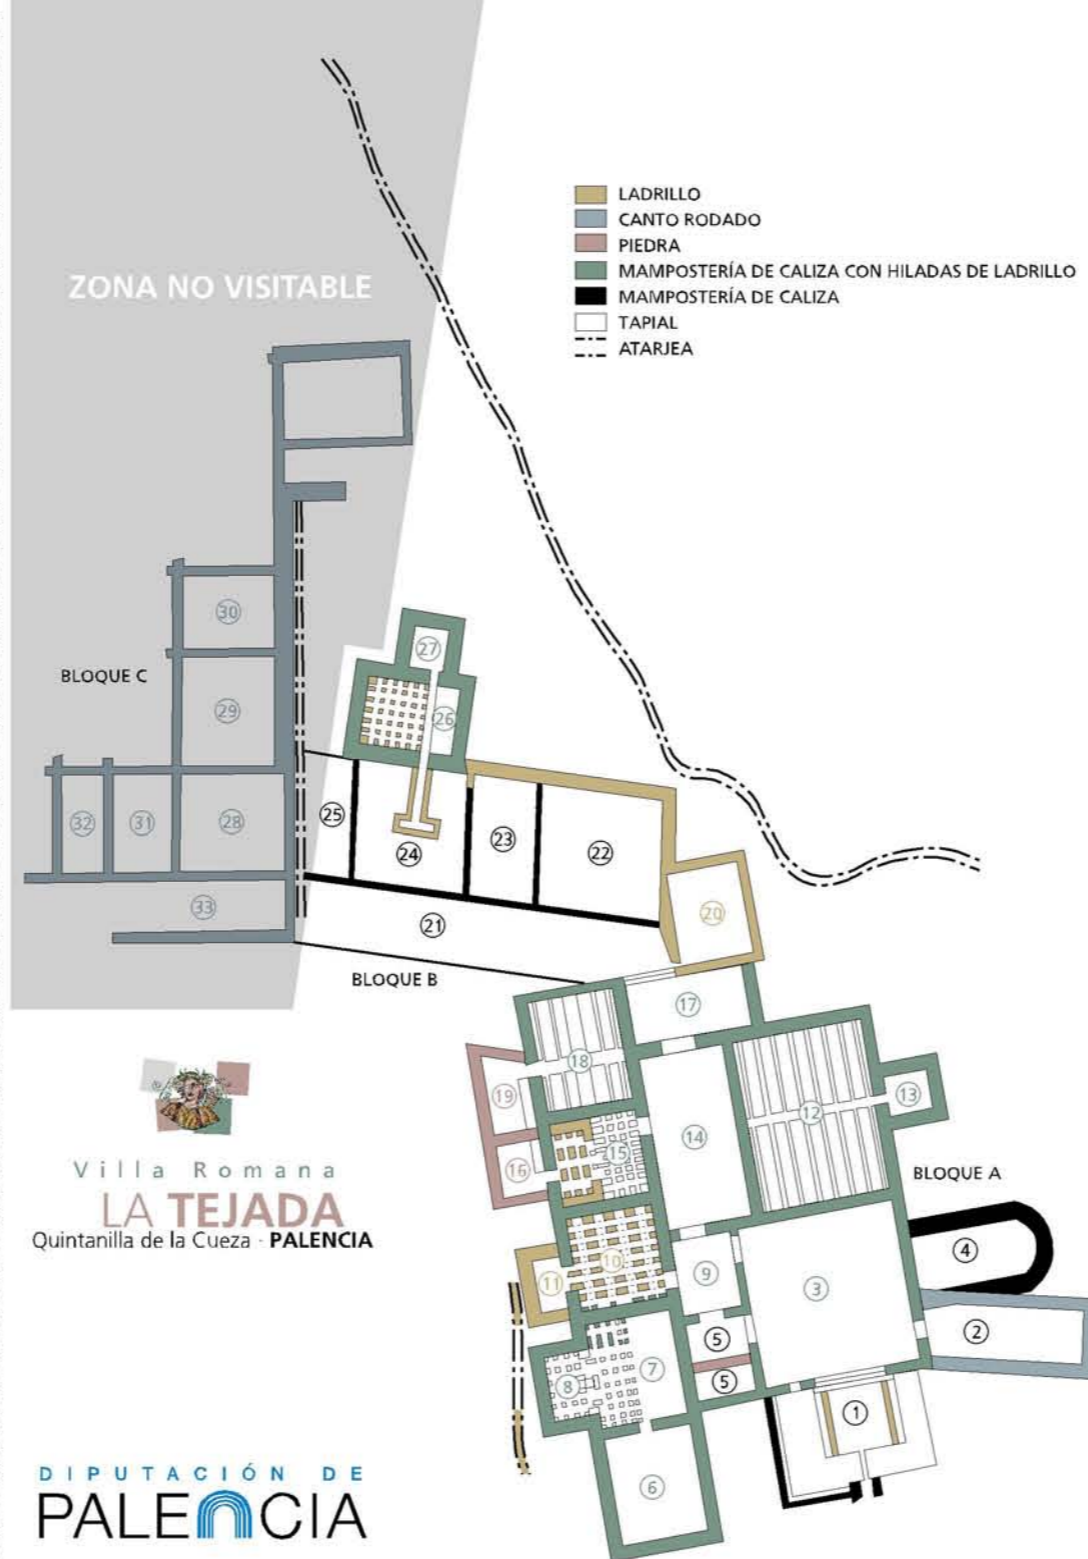 LADRILLO
CANTO RODADO
PIEDRA
MAMPOSTERÍA DE CALIZA CON HILADAS DE LADRILLO
MAMPOSTERÍA DE CALIZA
TAPIAL
ATARJEA
ZONA NO VISITABLE
30
27
BLOQUE C
29
26
32
31
28
25
24
23
22
33
21
20
BLOQUE B
17
18
19
13
12
14
15
16
BLOQUE A
4
11
10
9
3
2
5
7
8
5
1
6
Villa Romana
LA TEJADA
Quintanilla de la Cueza · PALENCIA
DIPUTACIÓN DE
PALENCIA